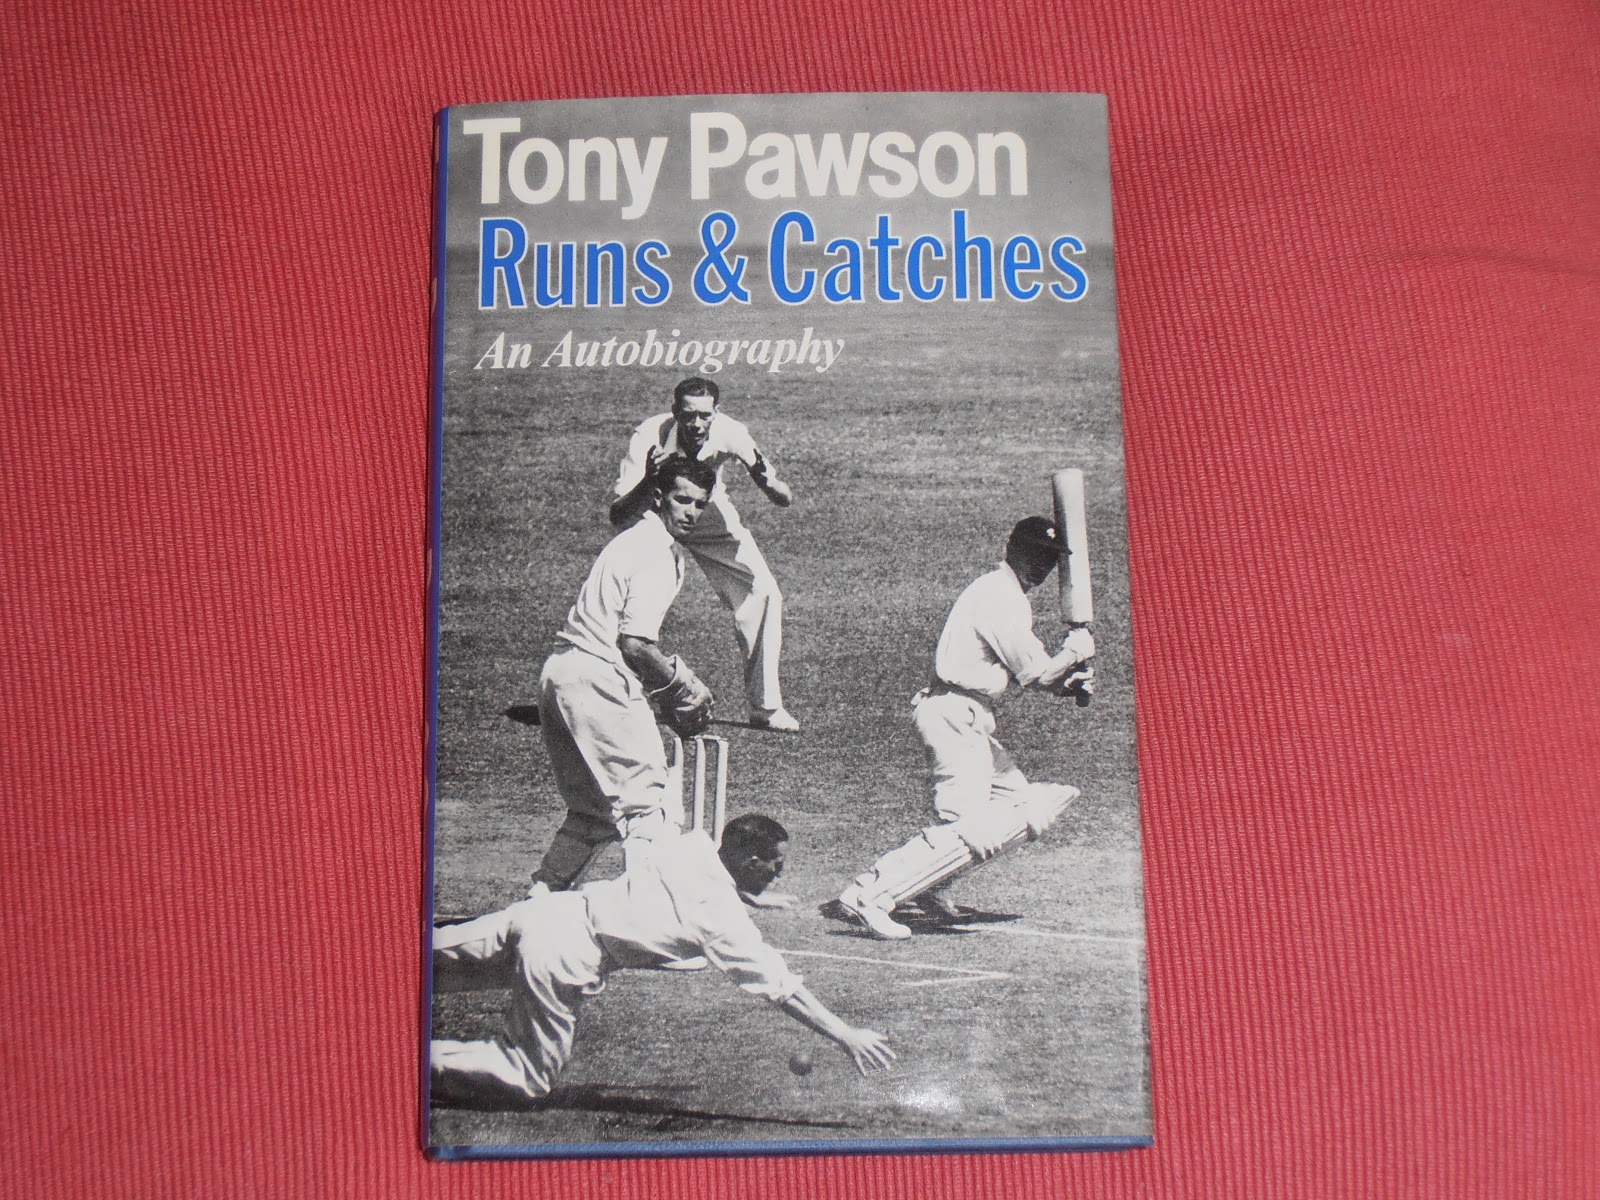 Tony Pawson
Runs & Catches
An Autobiography